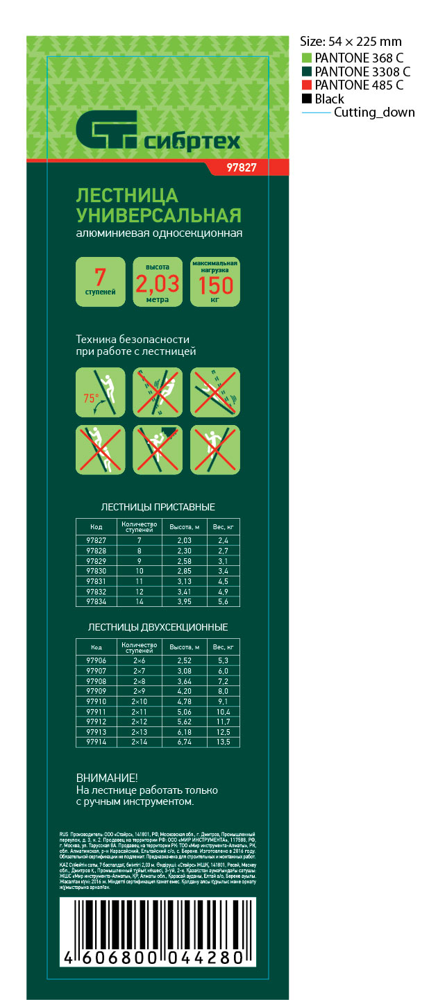 Size: 54 × 225 mm
PANTONE 368 C
PANTONE 3308 C
PANTONE 485 C
Black
Cutting_down
сибртех
97827
ЛЕСТНИЦА
УНИВЕРСАЛЬНАЯ
алюминиевая односекционная
7
ступеней
высота
2,03
метра
максимальная
нагрузка
150
кг
Техника безопасности
при работе с лестницей
75°
ЛЕСТНИЦЫ ПРИСТАВНЫЕ
Код Количество ступеней Высота, м Вес, кг
97827 7 2,03 2,4
97828 8 2,30 2,7
97829 9 2,58 3,1
97830 10 2,85 3,4
97831 11 3,13 4,5
97832 12 3,41 4,9
97834 14 3,95 5,6
ЛЕСТНИЦЫ ДВУХСЕКЦИОННЫЕ
Код Количество ступеней Высота, м Вес, кг
97906 2×6 2,52 5,3
97907 2×7 3,08 6,0
97908 2×8 3,64 7,2
97909 2×9 4,20 8,0
97910 2×10 4,78 9,1
97911 2×11 5,06 10,4
97912 2×12 5,62 11,7
97913 2×13 6,18 12,5
97914 2×14 6,74 13,5
ВНИМАНИЕ!
На лестнице работать только
с ручным инструментом.
RUS Производитель: ООО «Стайрс», 141801, РФ, Московская обл., г. Дмитров, Промышленный
переулок, д. 3, к. 2. Продавец на территории РФ: ООО «МИР ИНСТРУМЕНТА», 117588, РФ,
г. Москва, ул. Тарусская 8А. Продавец на территории РК: ТОО «Мир инструмента-Алматы», РК,
обл. Алматинская, р-н Карасайский, Ельтайский с/о, с. Береке. Изготовлено в 2016 году.
Обязательной сертификации не подлежит. Предназначена для строительных и монтажных работ.
KAZ Сүйейтін саты, 7 баспалдақ, биіктігі 2,03 м. Өндіруші: «Стайрс» ЖШҚ, 141801, Ресей, Мәскеу
обл., Дмитров қ., Промышленный тұйық көшесі, 3-үй, 2-к. Қазақстан аумағындағы сатушы:
ЖШС «Мир инструмента-Алматы», ҚР, Алматы обл., Қарасай ауданы, Елтай а/о, Береке ауылы.
Жасалған күні: 2016 ж. Міндетті сертификация қажет емес. Қолдану аясы құрылыс және орнату
жұмыстарына арналған.
4 606800 044280